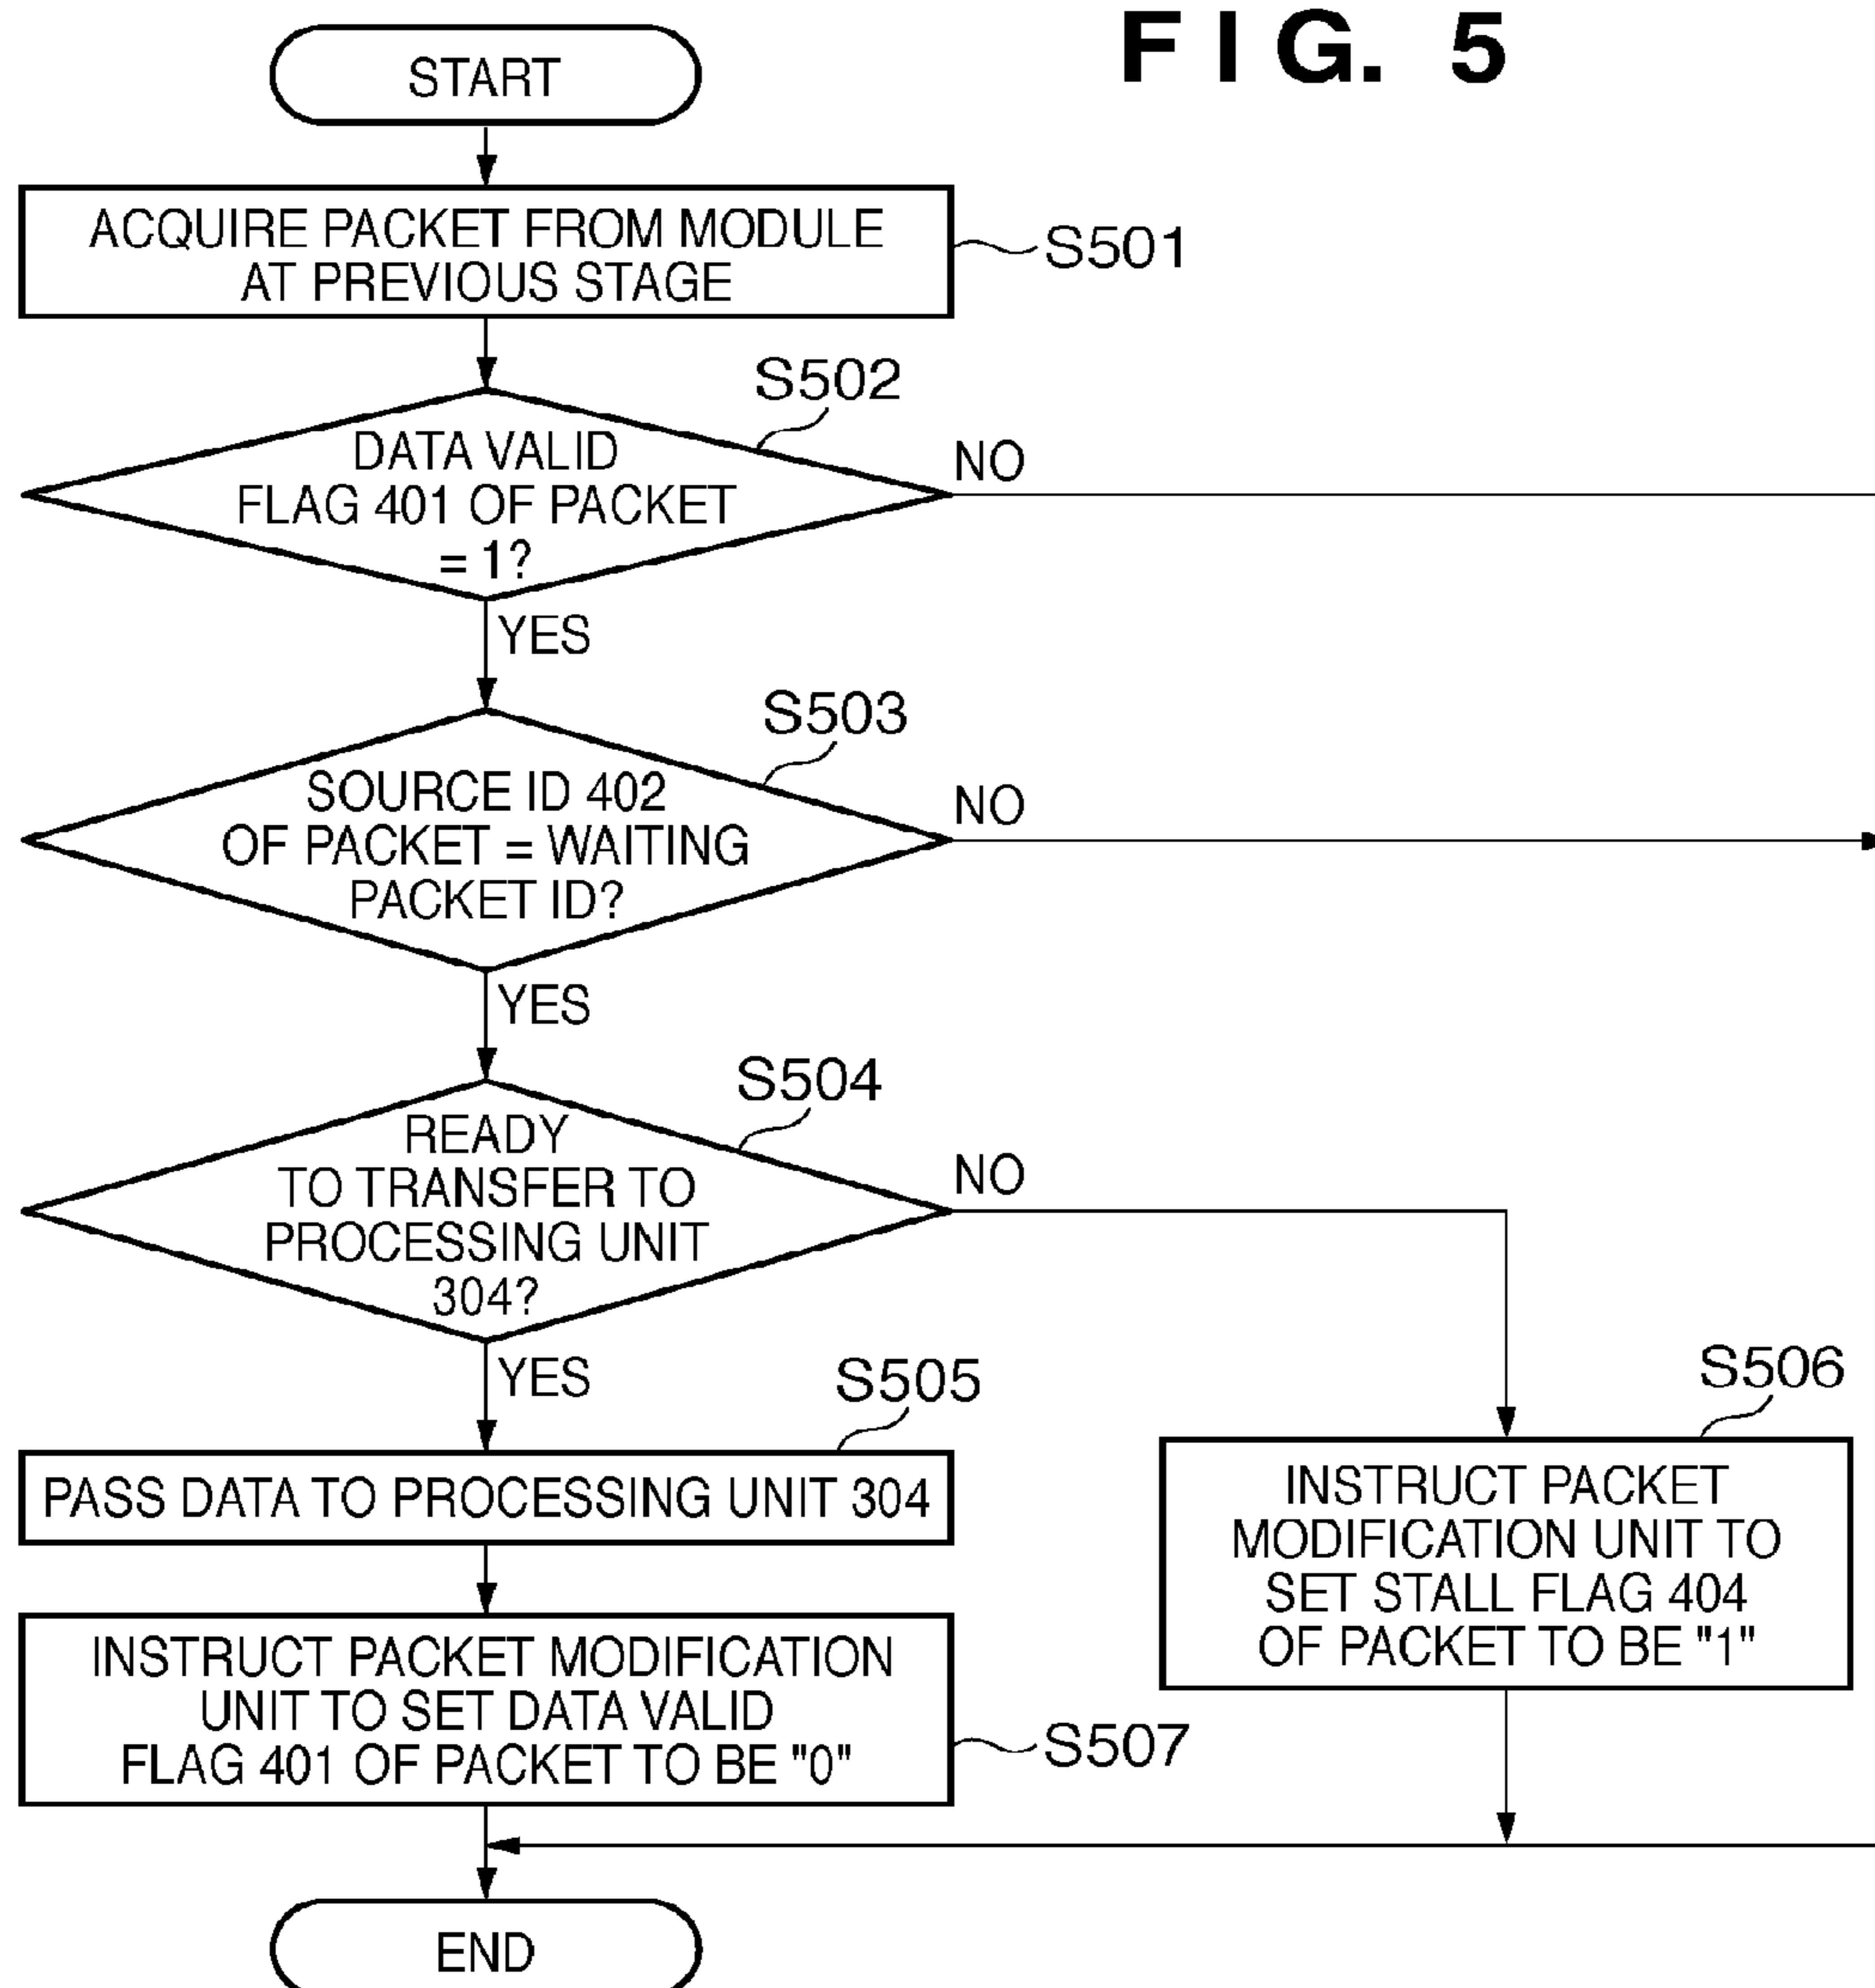 FIG. 5
START
ACQUIRE PACKET FROM MODULE
AT PREVIOUS STAGE
S501
S502
DATA VALID
FLAG 401 OF PACKET
= 1?
NO
YES
S503
SOURCE ID 402
OF PACKET = WAITING
PACKET ID?
NO
YES
S504
READY
TO TRANSFER TO
PROCESSING UNIT
304?
NO
YES
S505
PASS DATA TO PROCESSING UNIT 304
S506
INSTRUCT PACKET
MODIFICATION UNIT TO
SET STALL FLAG 404
OF PACKET TO BE "1"
INSTRUCT PACKET MODIFICATION
UNIT TO SET DATA VALID
FLAG 401 OF PACKET TO BE "0"
S507
END